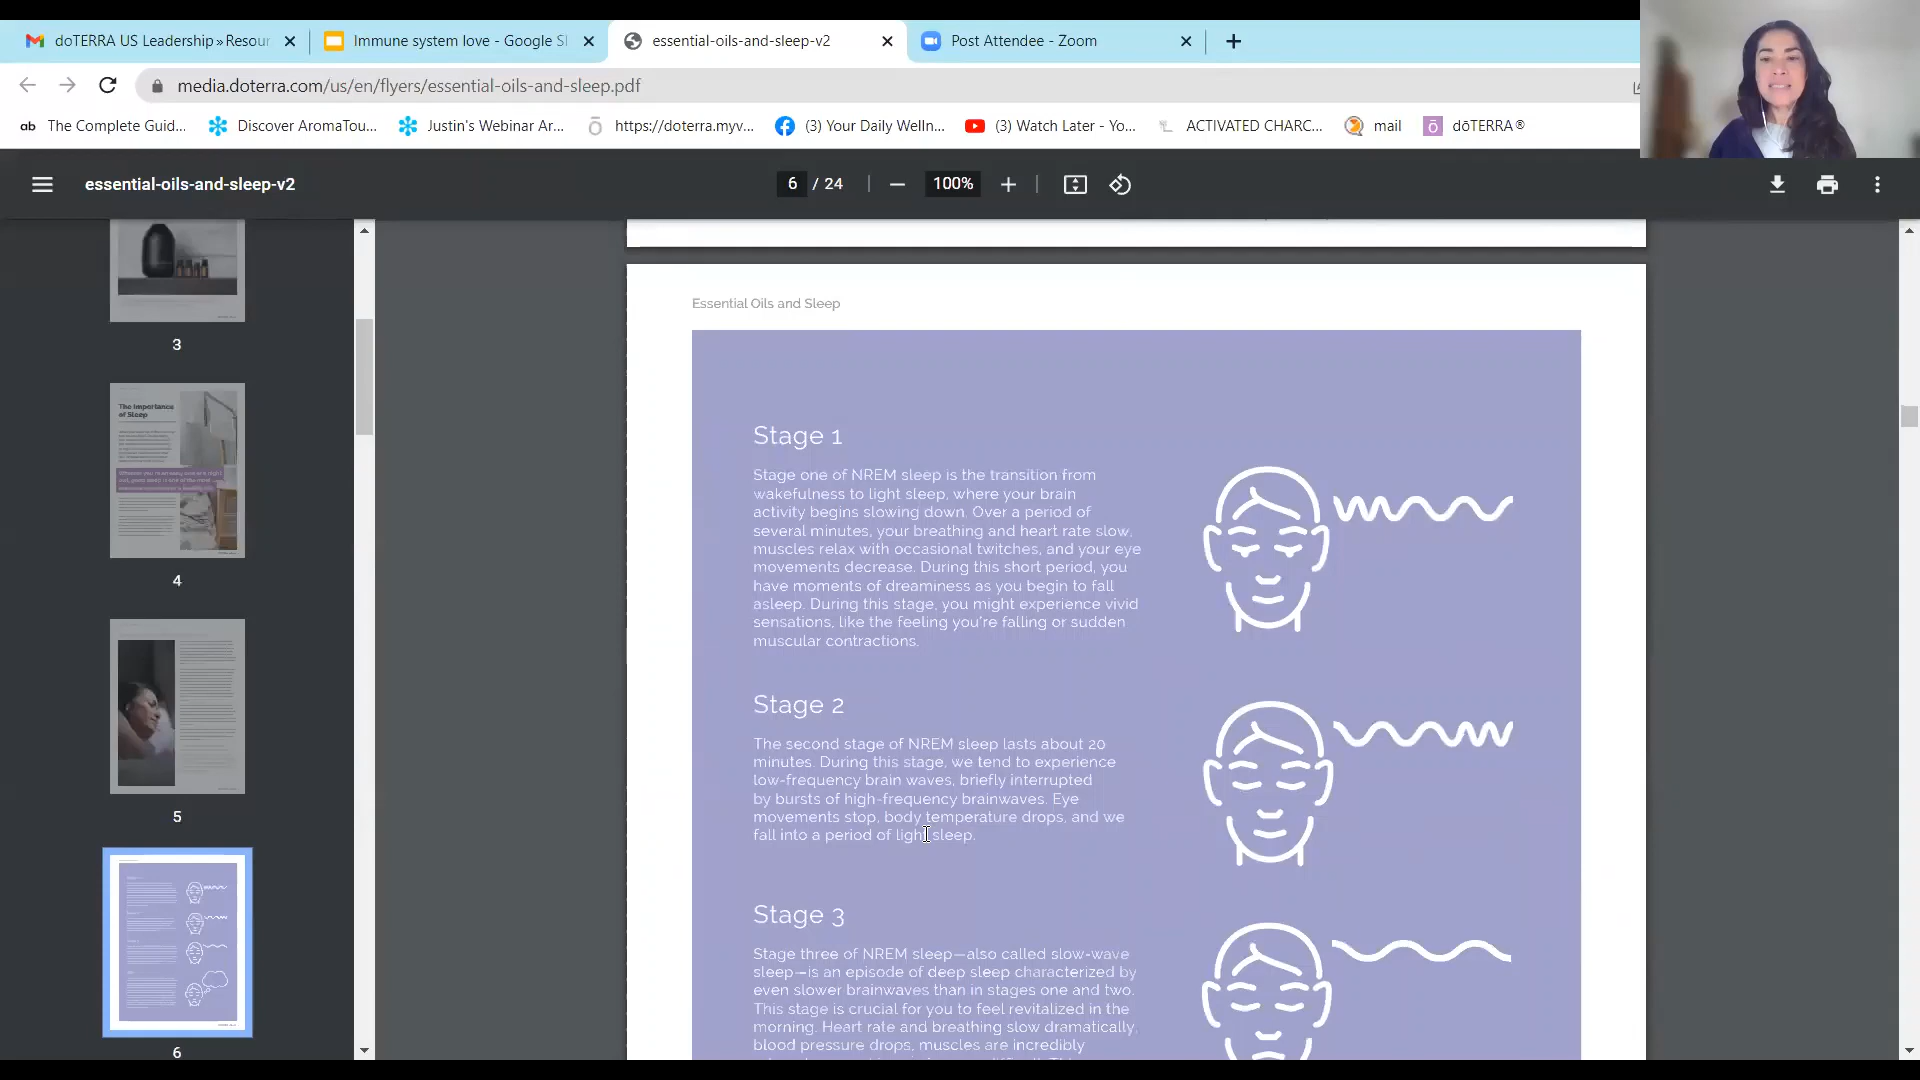 doTERRA US Leadership » Resour
Immune system love - Google Sl
essential-oils-and-sleep-v2
Post Attendee - Zoom
media.doterra.com/us/en/flyers/essential-oils-and-sleep.pdf
ab The Complete Guid...
Discover AromaTou...
Justin's Webinar Ar...
https://doterra.myv...
(3) Your Daily Welln...
(3) Watch Later - Yo...
ACTIVATED CHARC...
mail
dōTERRA®
essential-oils-and-sleep-v2
6 / 24
100%
3
The Importance
of Sleep
4
5
6
Essential Oils and Sleep
Stage 1
Stage one of NREM sleep is the transition from
wakefulness to light sleep, where your brain
activity begins slowing down. Over a period of
several minutes, your breathing and heart rate slow,
muscles relax with occasional twitches, and your eye
movements decrease. During this short period, you
have moments of dreaminess as you begin to fall
asleep. During this stage, you might experience vivid
sensations, like the feeling you're falling or sudden
muscular contractions.
Stage 2
The second stage of NREM sleep lasts about 20
minutes. During this stage, we tend to experience
low-frequency brain waves, briefly interrupted
by bursts of high-frequency brainwaves. Eye
movements stop, body temperature drops, and we
fall into a period of light sleep.
Stage 3
Stage three of NREM sleep—also called slow-wave
sleep—is an episode of deep sleep characterized by
even slower brainwaves than in stages one and two.
This stage is crucial for you to feel revitalized in the
morning. Heart rate and breathing slow dramatically,
blood pressure drops, muscles are incredibly